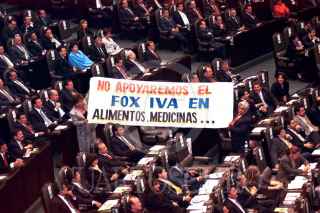 NO APOYAREMOS EL
FOX IVA EN
ALIMENTOS, MEDICINAS...